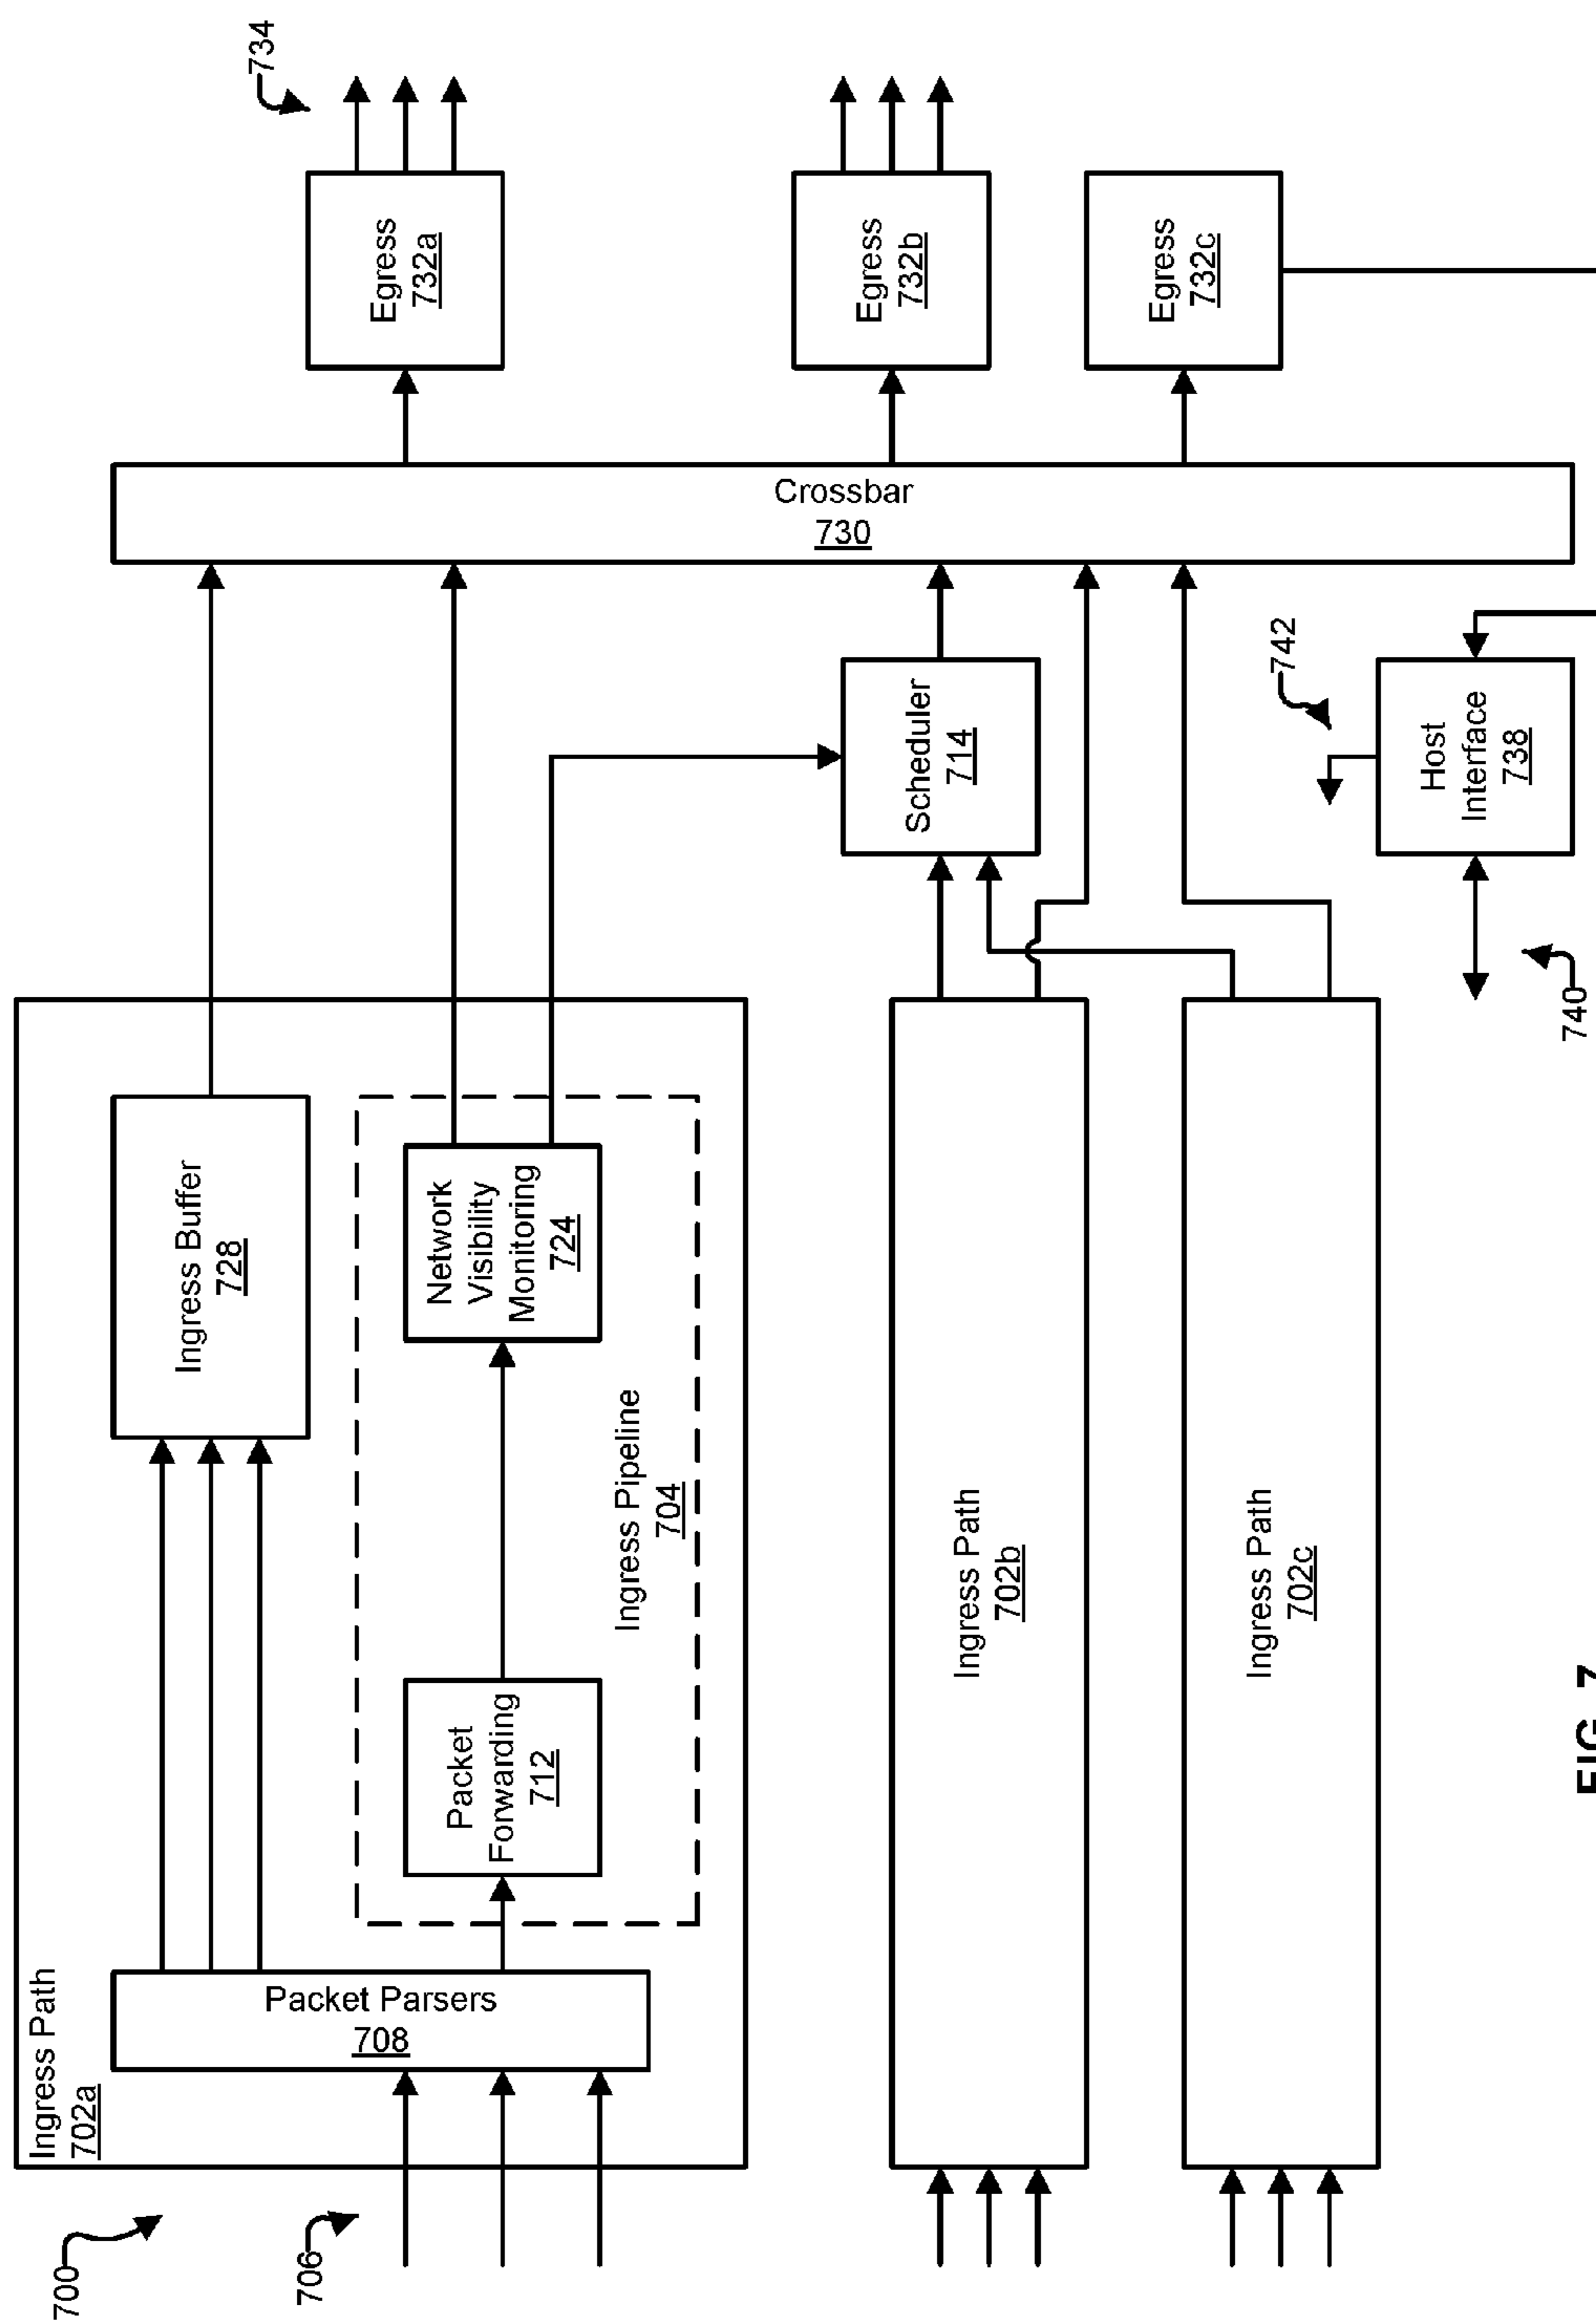 700
706
Ingress Path
702a
Packet Parsers
708
Ingress Buffer
728
Packet
Forwarding
712
Network
Visibility
Monitoring
724
Ingress Pipeline
704
Ingress Path
702b
Ingress Path
702c
Scheduler
714
Crossbar
730
Egress
732a
734
Egress
732b
Egress
732c
742
Host
Interface
738
740
FIG. 7